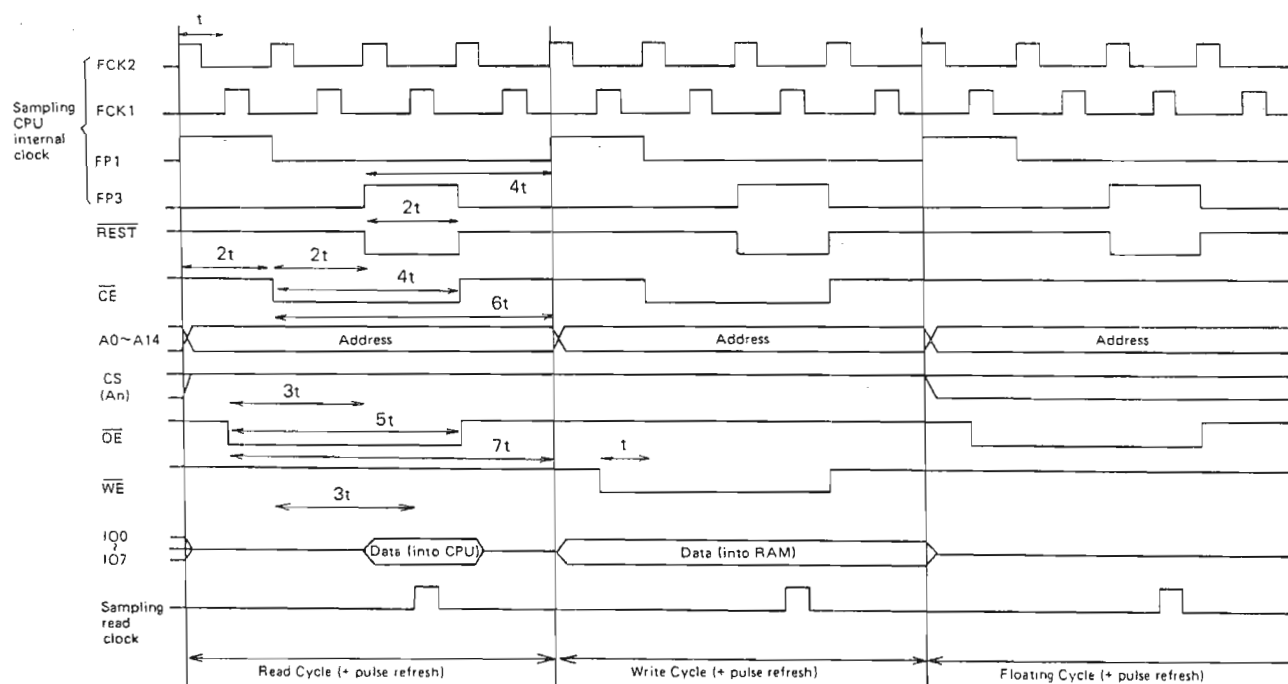 t
FCK2
Sampling
CPU
internal
clock
FCK1
FP1
4t
FP3
2t
REST
2t 2t
4t
CE
6t
A0~A14 Address Address Address
CS
(An)
3t
OE
5t
7t t
WE
3t
IO0
~
IO7
Data (into CPU) Data (into RAM)
Sampling
read
clock
Read Cycle (+ pulse refresh) Write Cycle (+ pulse refresh) Floating Cycle (+ pulse refresh)